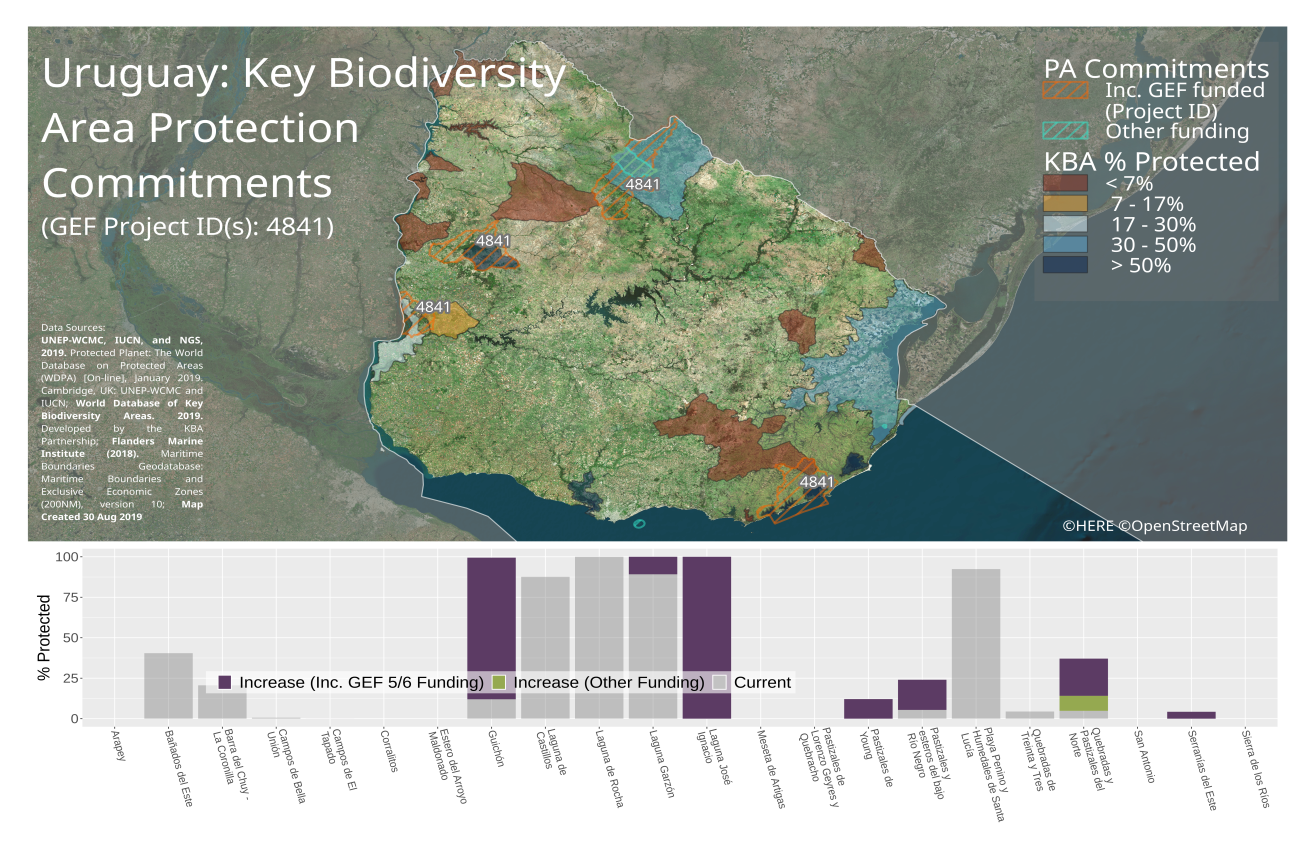 Uruguay: Key Biodiversity
Area Protection
Commitments
(GEF Project ID(s): 4841)
PA Commitments
Inc. GEF funded
(Project ID)
Other funding
KBA % Protected
< 7%
7 - 17%
17 - 30%
30 - 50%
> 50%
4841
4841
4841
4841
Data Sources:
UNEP-WCMC, IUCN, and NGS,
2019. Protected Planet: The World
Database on Protected Areas
(WDPA) [On-line], January 2019.
Cambridge, UK: UNEP-WCMC and
IUCN; World Database of Key
Biodiversity Areas. 2019.
Developed by the KBA
Partnership; Flanders Marine
Institute (2018). Maritime
Boundaries Geodatabase:
Maritime Boundaries and
Exclusive Economic Zones
(200NM), version 10; Map
Created 30 Aug 2019
©HERE ©OpenStreetMap
% Protected
100
75
50
25
0
Increase (Inc. GEF 5/6 Funding)
Increase (Other Funding)
Current
Arapey
Bañados del Este
Barra del Chuy -
La Coronilla
Campos de Bella
Unión
Campos de El
Tapado
Corralitos
Estero del Arroyo
Maldonado
Guichón
Laguna de
Castillos
Laguna de Rocha
Laguna Garzón
Laguna José
Ignacio
Meseta de Artigas
Pastizales de
Lorenzo Geyres y
Quebracho
Pastizales de
Young
Pastizales y
esteros del bajo
Río Negro
Playa Penino y
Humedales de Santa
Lucia
Quebradas de
Treinta y Tres
Quebradas y
Pastizales del
Norte
San Antonio
Serranías del Este
Sierra de los Ríos